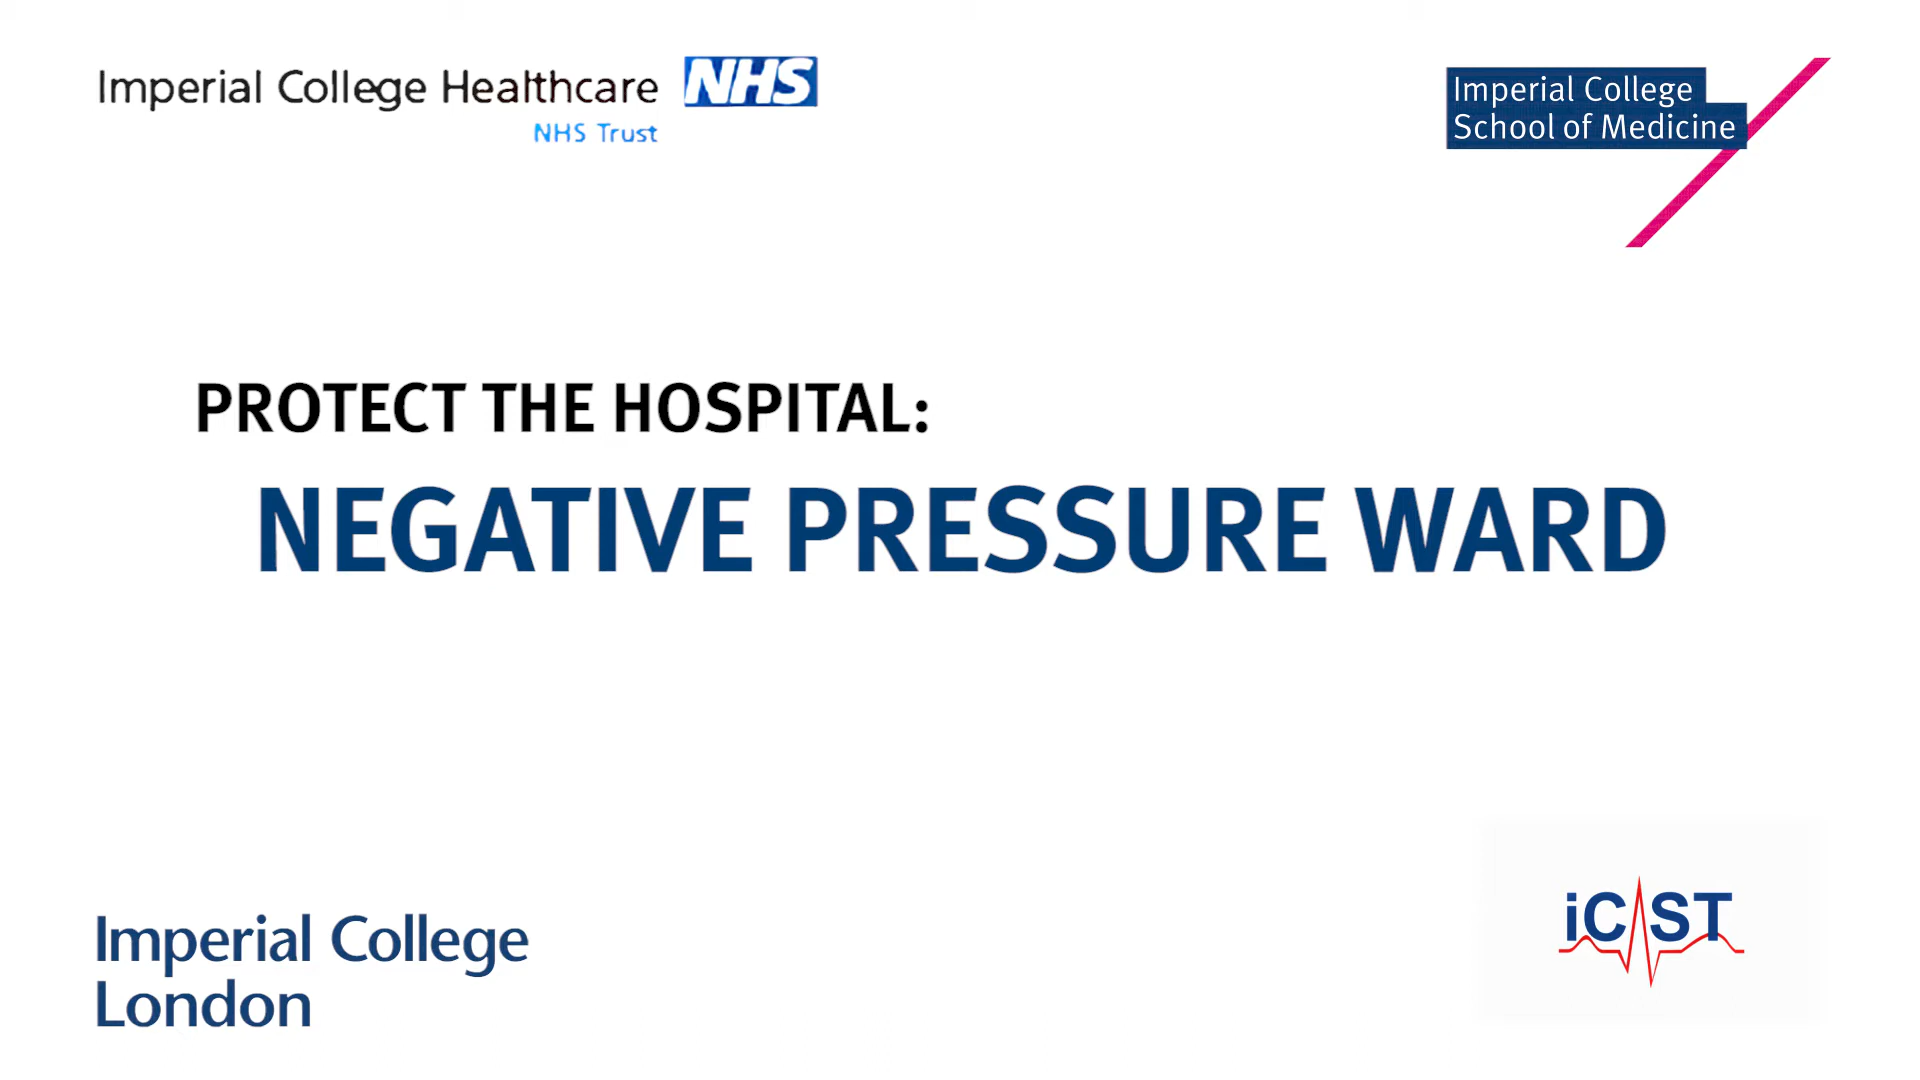 Imperial College Healthcare NHS
NHS Trust
Imperial College
School of Medicine
PROTECT THE HOSPITAL:
NEGATIVE PRESSURE WARD
Imperial College
London
iCST